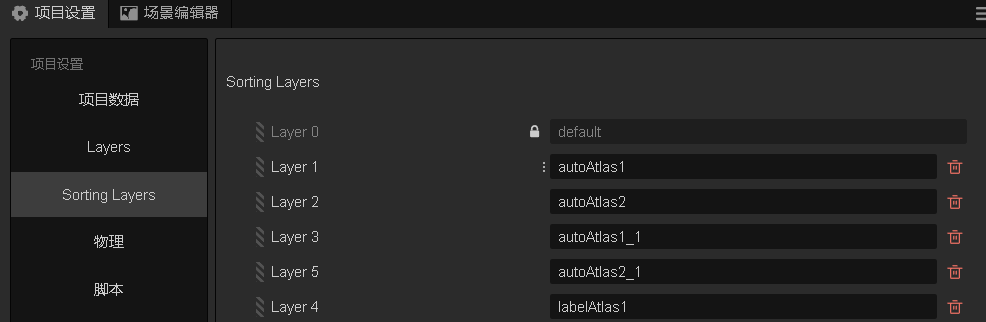 项目设置 场景编辑器
项目设置
项目数据
Layers
Sorting Layers
物理
脚本
Sorting Layers
Layer 0 default
Layer 1 autoAtlas1
Layer 2 autoAtlas2
Layer 3 autoAtlas1_1
Layer 5 autoAtlas2_1
Layer 4 labelAtlas1